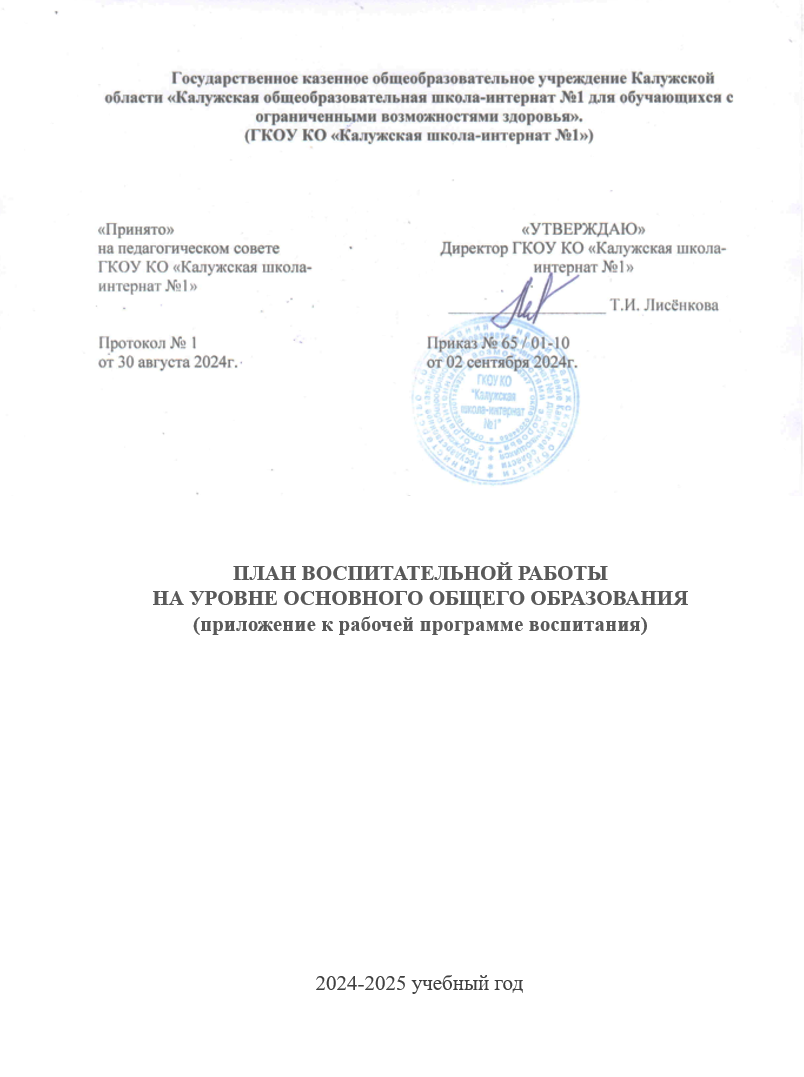 Государственное казенное общеобразовательное учреждение Калужской
области «Калужская общеобразовательная школа-интернат №1 для обучающихся с
ограниченными возможностями здоровья».
(ГКОУ КО «Калужская школа-интернат №1»)
«Принято»
на педагогическом совете
ГКОУ КО «Калужская школа-
интернат №1»
Протокол № 1
от 30 августа 2024г.
«УТВЕРЖДАЮ»
Директор ГКОУ КО «Калужская школа-
интернат №1»
Т.И. Лисёнкова
Приказ № 65 / 01-10
от 02 сентября 2024г.
ГКОУ КО
"Калужская
школа-интернат
№1"
ПЛАН ВОСПИТАТЕЛЬНОЙ РАБОТЫ
НА УРОВНЕ ОСНОВНОГО ОБЩЕГО ОБРАЗОВАНИЯ
(приложение к рабочей программе воспитания)
2024-2025 учебный год